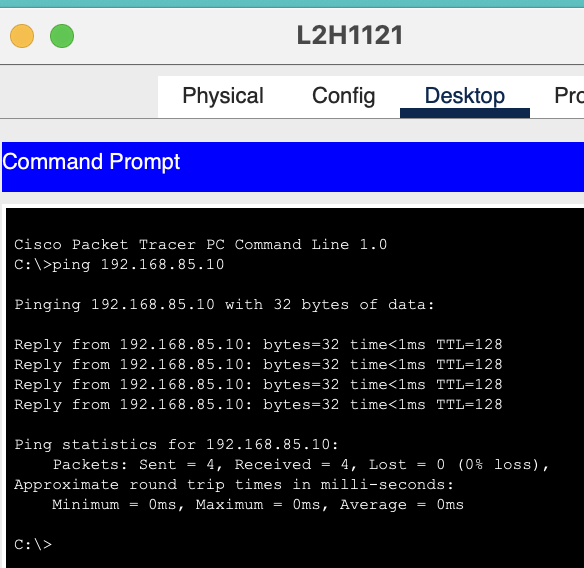 L2H1121
Physical Config Desktop
Command Prompt
Cisco Packet Tracer PC Command Line 1.0
C:\>ping 192.168.85.10
Pinging 192.168.85.10 with 32 bytes of data:
Reply from 192.168.85.10: bytes=32 time<1ms TTL=128
Reply from 192.168.85.10: bytes=32 time<1ms TTL=128
Reply from 192.168.85.10: bytes=32 time<1ms TTL=128
Reply from 192.168.85.10: bytes=32 time<1ms TTL=128
Ping statistics for 192.168.85.10:
Packets: Sent = 4, Received = 4, Lost = 0 (0% loss),
Approximate round trip times in milli-seconds:
Minimum = 0ms, Maximum = 0ms, Average = 0ms
C:\>